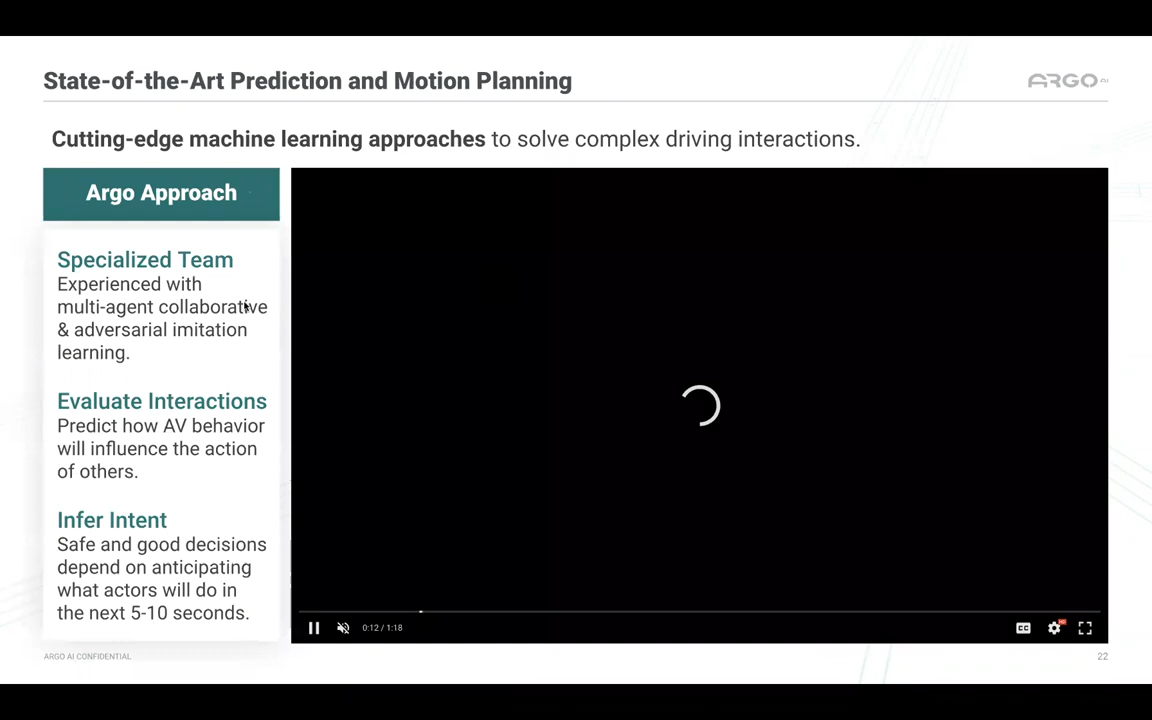 State-of-the-Art Prediction and Motion Planning
ARGO AI
Cutting-edge machine learning approaches to solve complex driving interactions.
Argo Approach
Specialized Team
Experienced with
multi-agent collaborative
& adversarial imitation
learning.
Evaluate Interactions
Predict how AV behavior
will influence the action
of others.
Infer Intent
Safe and good decisions
depend on anticipating
what actors will do in
the next 5-10 seconds.
0:12 / 1:18
CC
HD
ARGO AI CONFIDENTIAL
22